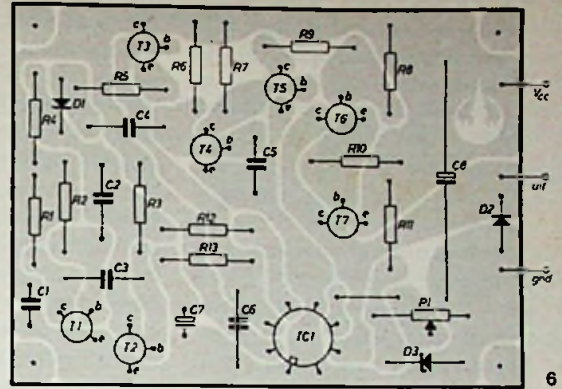 T3
c
b
e
R6
R7
R9
R8
R5
D1
R4
C4
c
T5
b
e
c
T6
b
e
Vcc
c
T4
b
e
C5
R10
C8
uit
R1
R2
C2
R3
b
c
T7
e
R11
D2
R12
R13
gnd
C3
C1
c
T1
b
e
c
T2
b
e
C7
C6
IC1
P1
D3
6